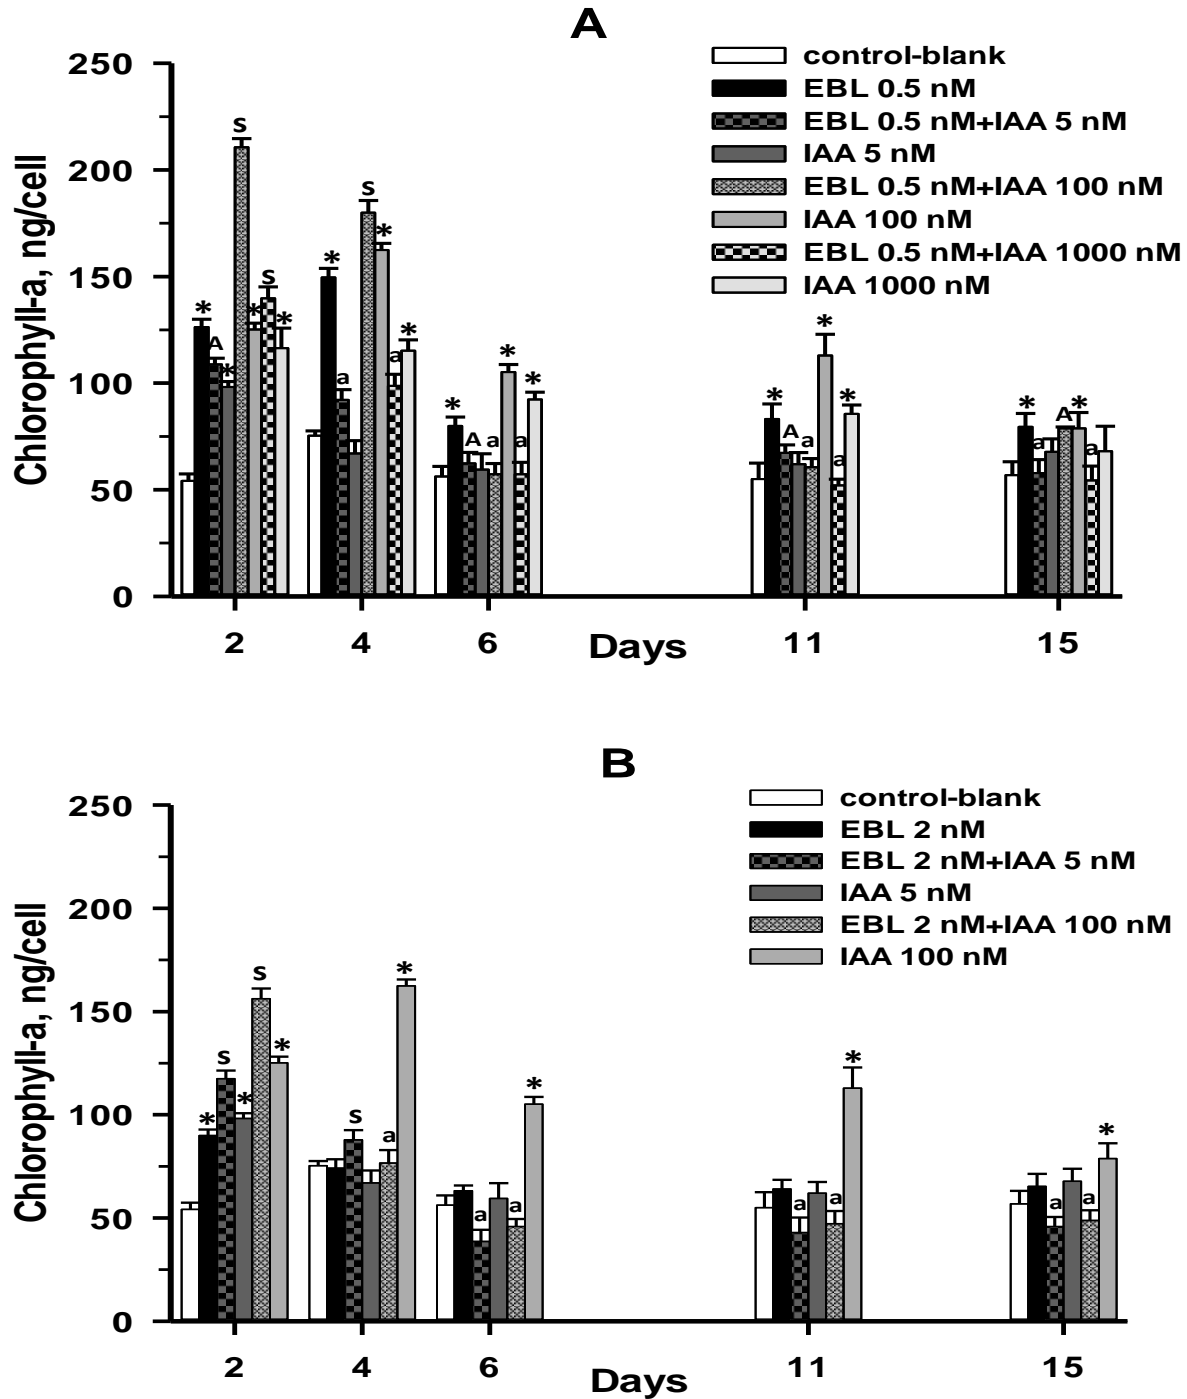 A
control-blank
EBL 0.5 nM
EBL 0.5 nM+IAA 5 nM
IAA 5 nM
EBL 0.5 nM+IAA 100 nM
IAA 100 nM
EBL 0.5 nM+IAA 1000 nM
IAA 1000 nM
Chlorophyll-a, ng/cell
250
200
150
100
50
0
* A * s * s *
* a s * a *
* A a * a *
* A a * a *
* a A * a
2 4 6 11 15
Days
B
control-blank
EBL 2 nM
EBL 2 nM+IAA 5 nM
IAA 5 nM
EBL 2 nM+IAA 100 nM
IAA 100 nM
Chlorophyll-a, ng/cell
250
200
150
100
50
0
* s * s *
s a *
a a *
a a *
a a *
2 4 6 11 15
Days